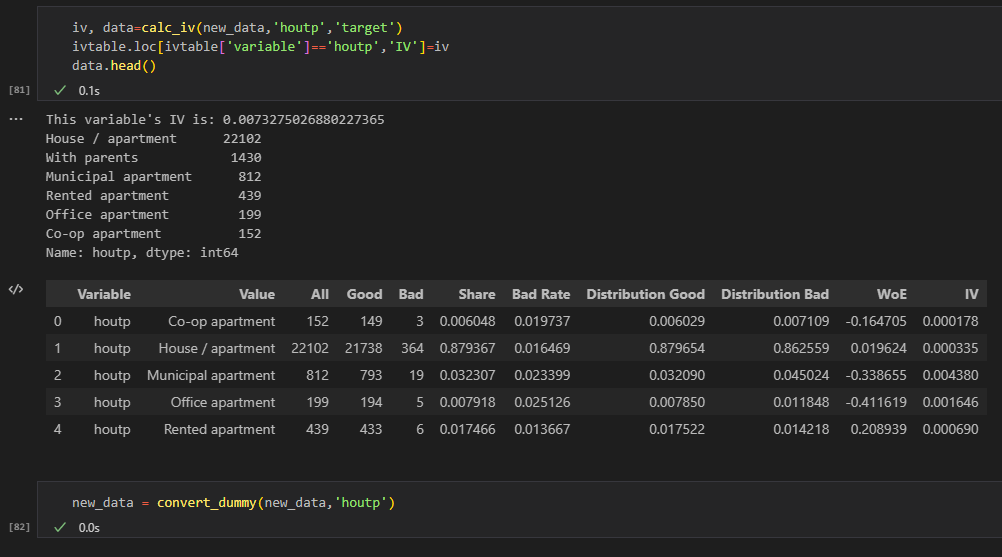 iv, data=calc_iv(new_data,'houtp','target')
ivtable.loc[ivtable['variable']=='houtp','IV']=iv
data.head()
[81] ✓ 0.1s
... This variable's IV is: 0.0073275026880227365
House / apartment 22102
With parents 1430
Municipal apartment 812
Rented apartment 439
Office apartment 199
Co-op apartment 152
Name: houtp, dtype: int64
</> Variable Value All Good Bad Share Bad Rate Distribution Good Distribution Bad WoE IV
0 houtp Co-op apartment 152 149 3 0.006048 0.019737 0.006029 0.007109 -0.164705 0.000178
1 houtp House / apartment 22102 21738 364 0.879367 0.016469 0.879654 0.862559 0.019624 0.000335
2 houtp Municipal apartment 812 793 19 0.032307 0.023399 0.032090 0.045024 -0.338655 0.004380
3 houtp Office apartment 199 194 5 0.007918 0.025126 0.007850 0.011848 -0.411619 0.001646
4 houtp Rented apartment 439 433 6 0.017466 0.013667 0.017522 0.014218 0.208939 0.000690
new_data = convert_dummy(new_data,'houtp')
[82] ✓ 0.0s